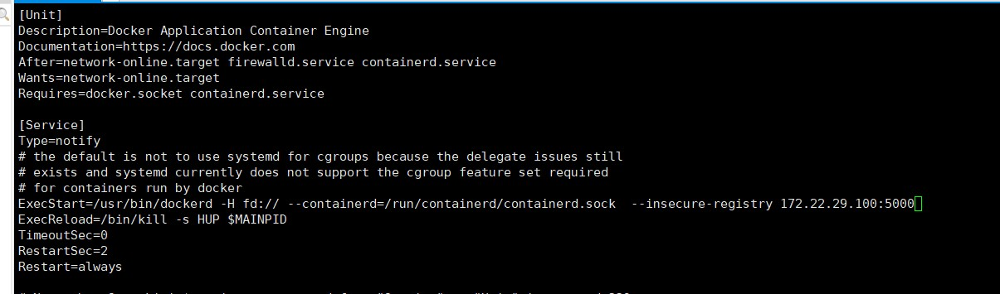 [Unit]
Description=Docker Application Container Engine
Documentation=https://docs.docker.com
After=network-online.target firewalld.service containerd.service
Wants=network-online.target
Requires=docker.socket containerd.service
[Service]
Type=notify
# the default is not to use systemd for cgroups because the delegate issues still
# exists and systemd currently does not support the cgroup feature set required
# for containers run by docker
ExecStart=/usr/bin/dockerd -H fd:// --containerd=/run/containerd/containerd.sock  --insecure-registry 172.22.29.100:5000
ExecReload=/bin/kill -s HUP $MAINPID
TimeoutSec=0
RestartSec=2
Restart=always